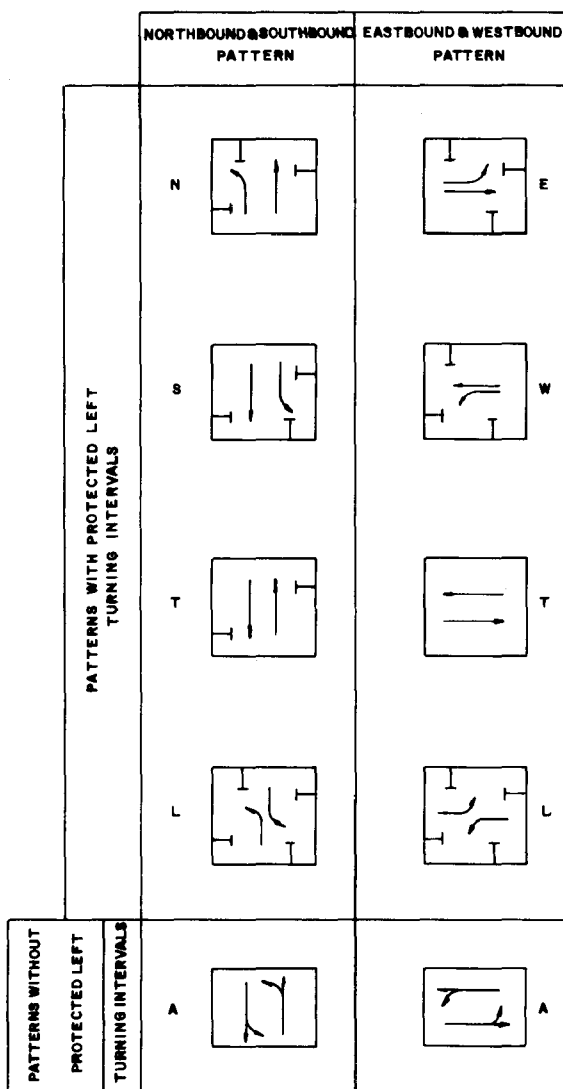 NORTHBOUND&SOUTHBOUND
PATTERN
EASTBOUND & WESTBOUND
PATTERN
PATTERNS WITH PROTECTED LEFT
TURNING INTERVALS
N
E
S
W
T
T
L
L
PATTERNS WITHOUT
PROTECTED LEFT
TURNING INTERVALS
A
A